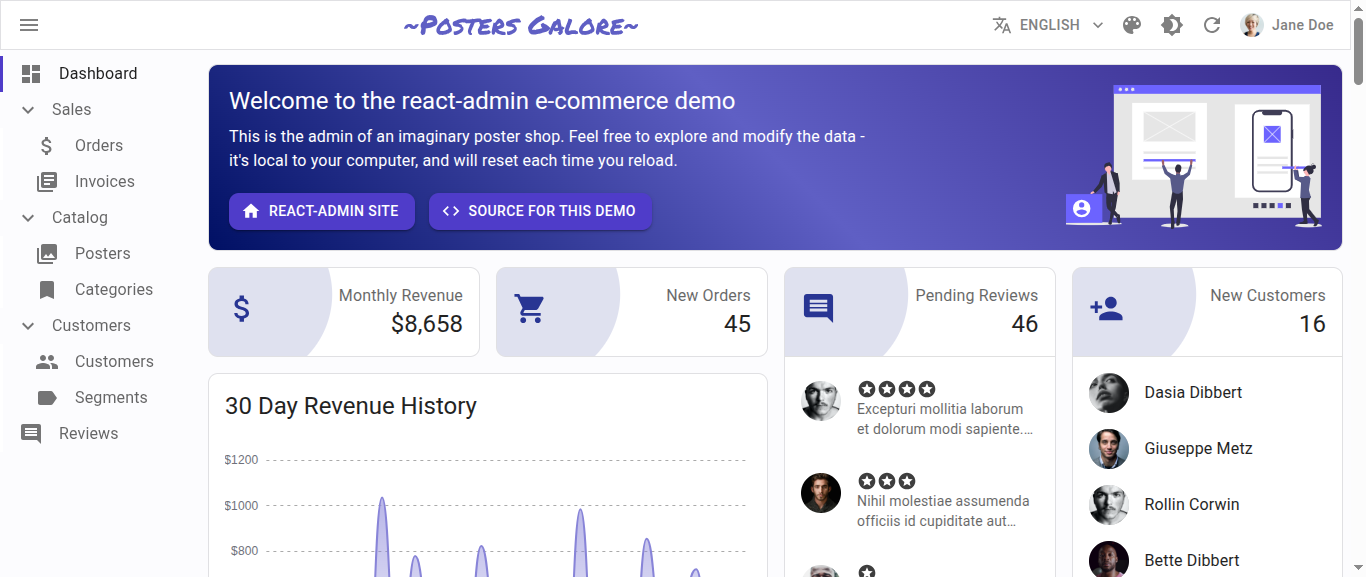 ~Posters Galore~
ENGLISH
Jane Doe
Dashboard
Sales
Orders
Invoices
Catalog
Posters
Categories
Customers
Customers
Segments
Reviews
Welcome to the react-admin e-commerce demo
This is the admin of an imaginary poster shop. Feel free to explore and modify the data -
it's local to your computer, and will reset each time you reload.
REACT-ADMIN SITE
SOURCE FOR THIS DEMO
Monthly Revenue
$8,658
New Orders
45
Pending Reviews
46
New Customers
16
30 Day Revenue History
$1200
$1000
$800
Excepturi mollitia laborum
et dolorum modi sapiente.…
Nihil molestiae assumenda
officiis id cupiditate aut…
Dasia Dibbert
Giuseppe Metz
Rollin Corwin
Bette Dibbert